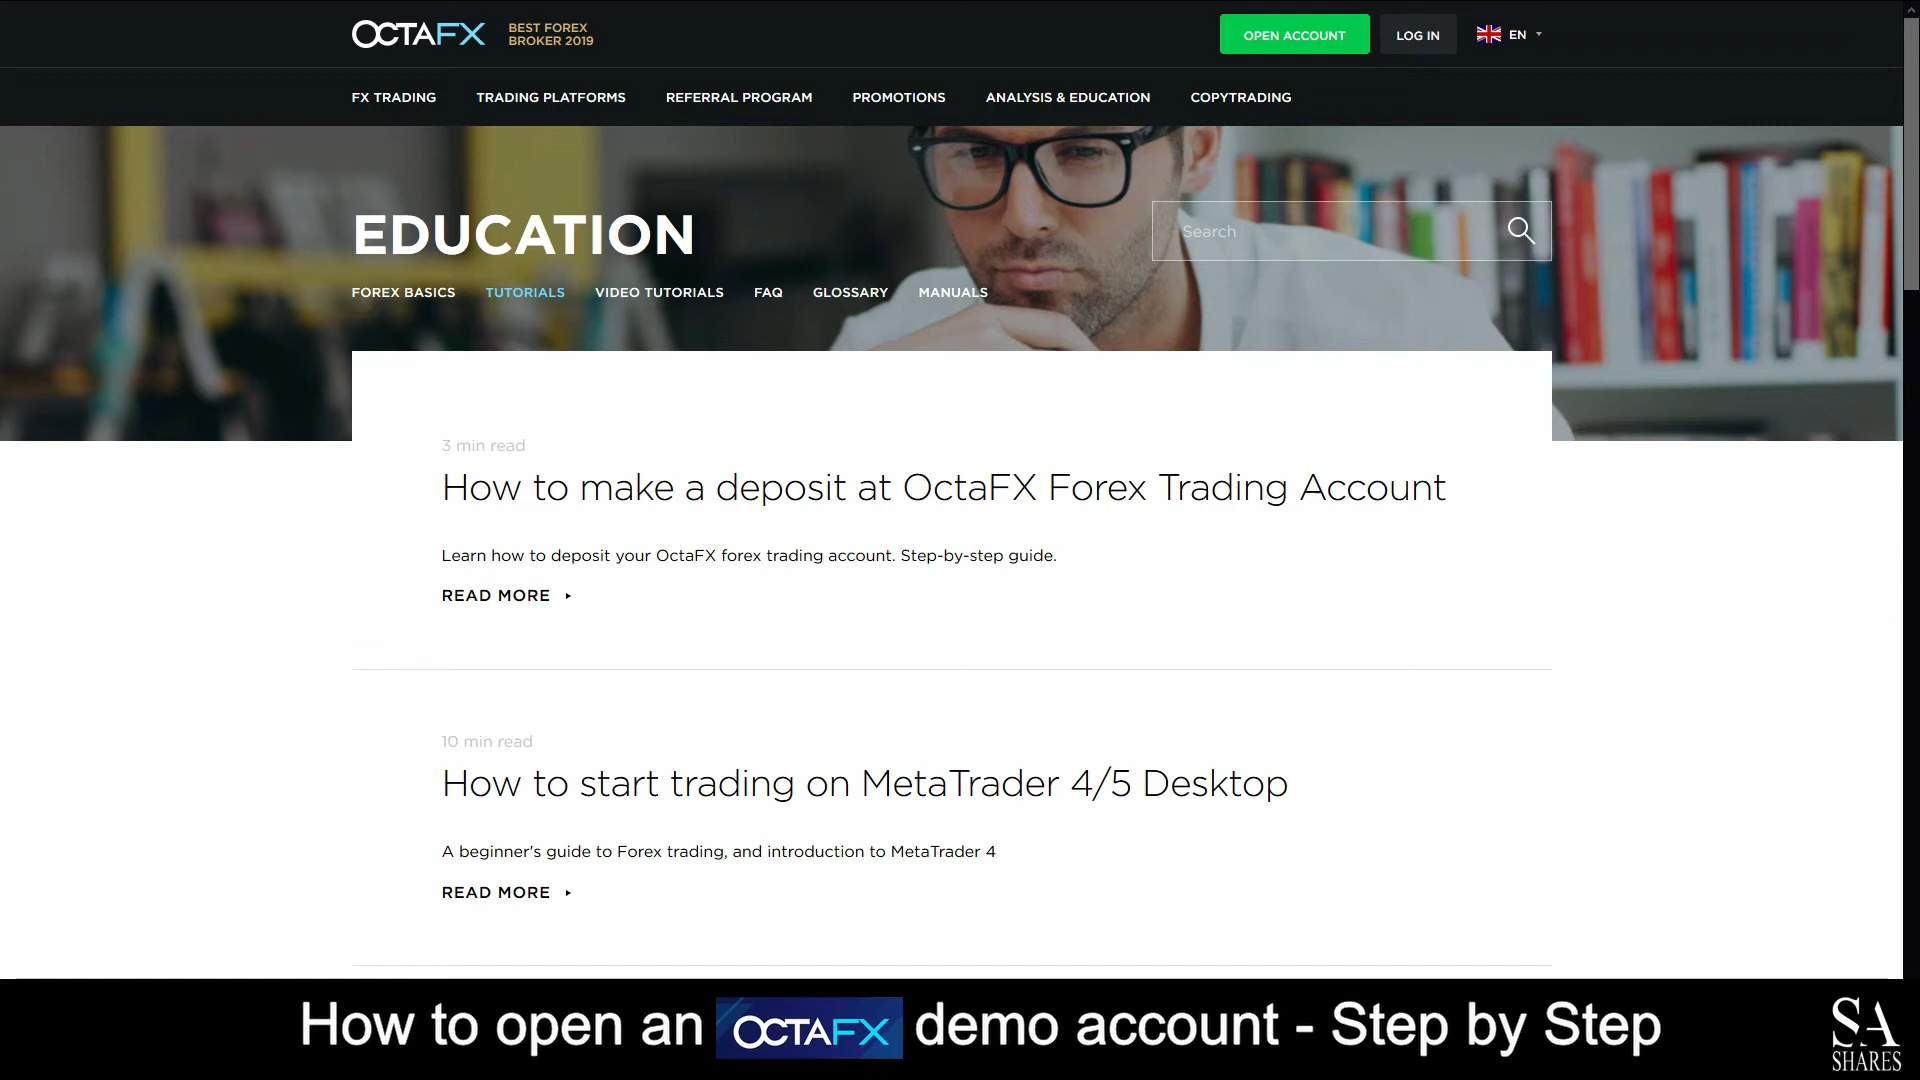 OCTAFX
BEST FOREX
BROKER 2019
OPEN ACCOUNT
LOG IN
EN
FX TRADING
TRADING PLATFORMS
REFERRAL PROGRAM
PROMOTIONS
ANALYSIS & EDUCATION
COPYTRADING
EDUCATION
Search
FOREX BASICS
TUTORIALS
VIDEO TUTORIALS
FAQ
GLOSSARY
MANUALS
3 min read
How to make a deposit at OctaFX Forex Trading Account
Learn how to deposit your OctaFX forex trading account. Step-by-step guide.
READ MORE
10 min read
How to start trading on MetaTrader 4/5 Desktop
A beginner's guide to Forex trading, and introduction to MetaTrader 4
READ MORE
How to open an OCTAFX demo account - Step by Step
SA
SHARES